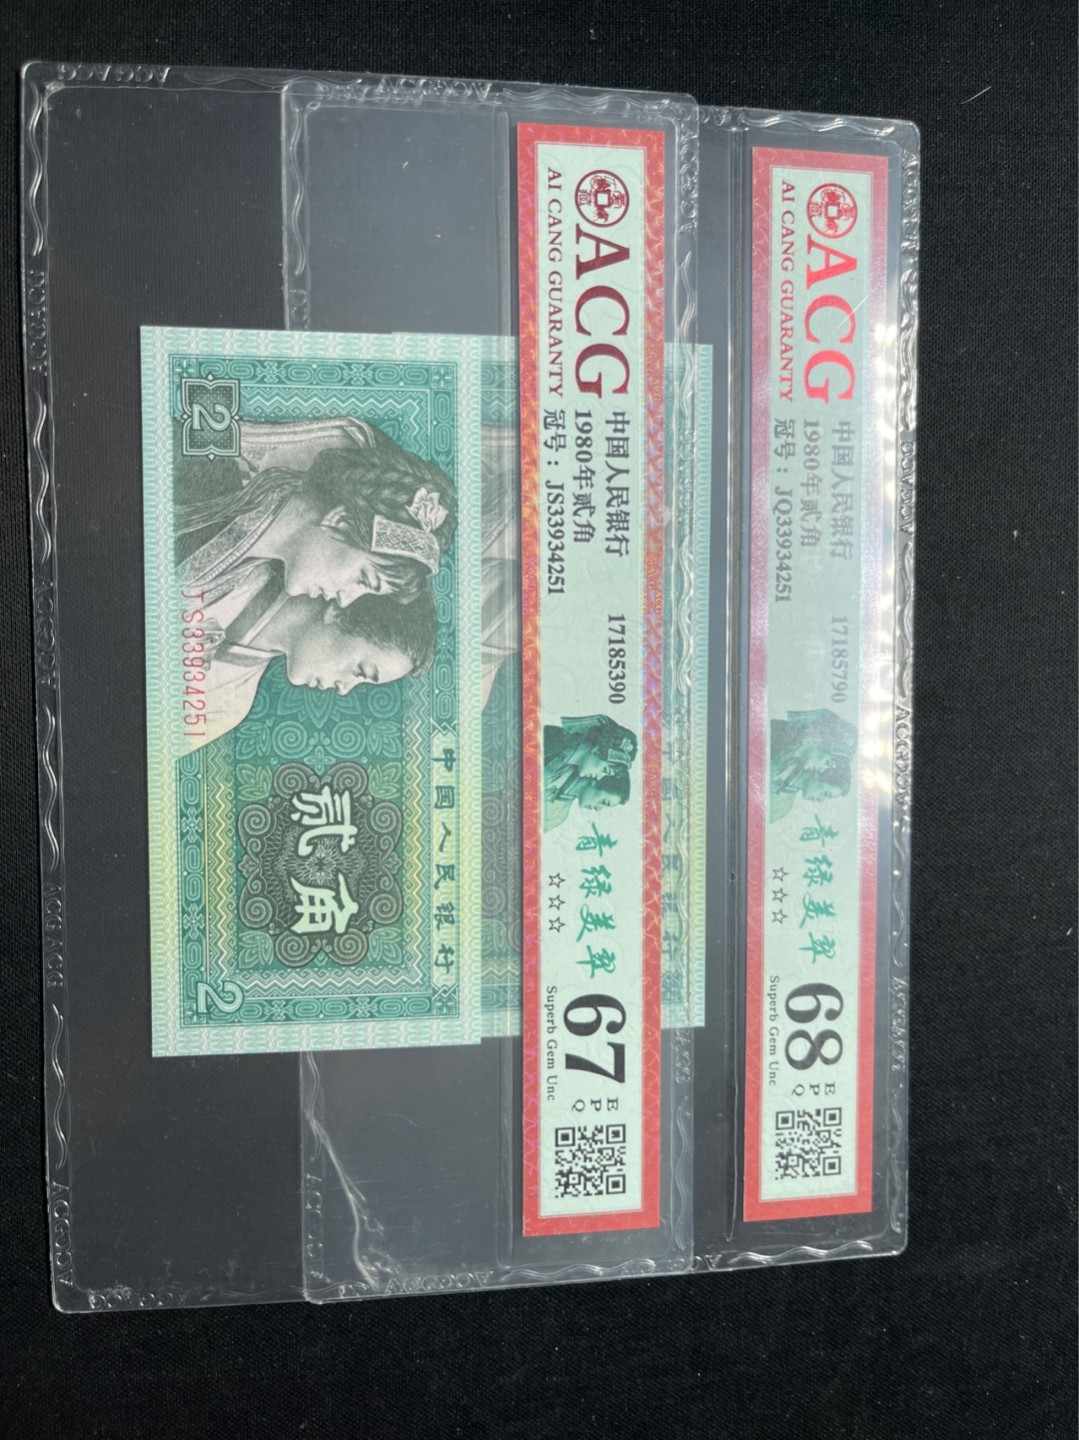 ACG
AI CANG GUARANTY
中国人民银行
1980年贰角
冠号：JQ33934251
17185790
青绿美翠
☆☆☆
68
EPQ
Superb Gem Unc
ACG
AI CANG GUARANTY
中国人民银行
1980年贰角
冠号：JS33934251
17185390
青绿美翠
☆☆☆
67
EPQ
Superb Gem Unc
中国人民银行
贰角
2
2
JS33934251